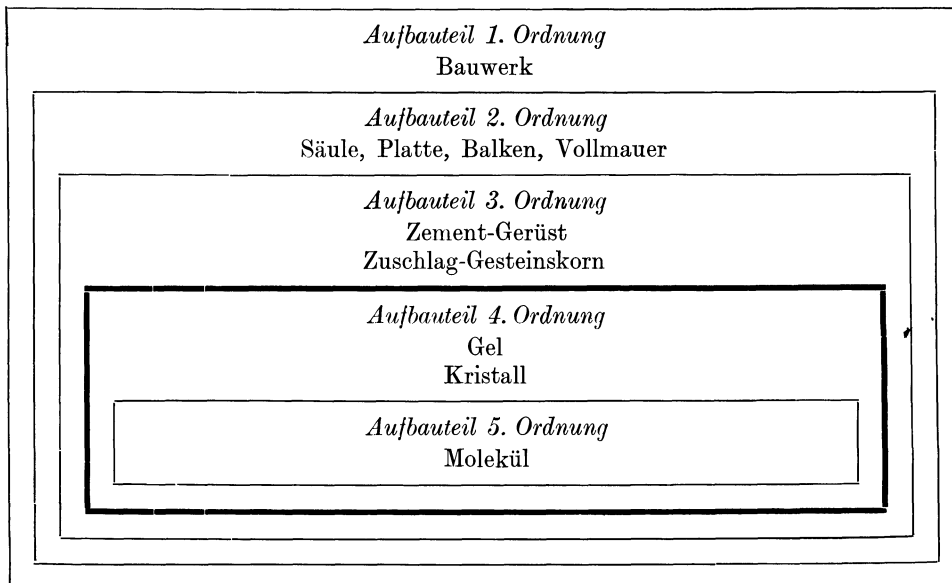 Aufbauteil 1. Ordnung
Bauwerk
Aufbauteil 2. Ordnung
Säule, Platte, Balken, Vollmauer
Aufbauteil 3. Ordnung
Zement-Gerüst
Zuschlag-Gesteinskorn
Aufbauteil 4. Ordnung
Gel
Kristall
Aufbauteil 5. Ordnung
Molekül